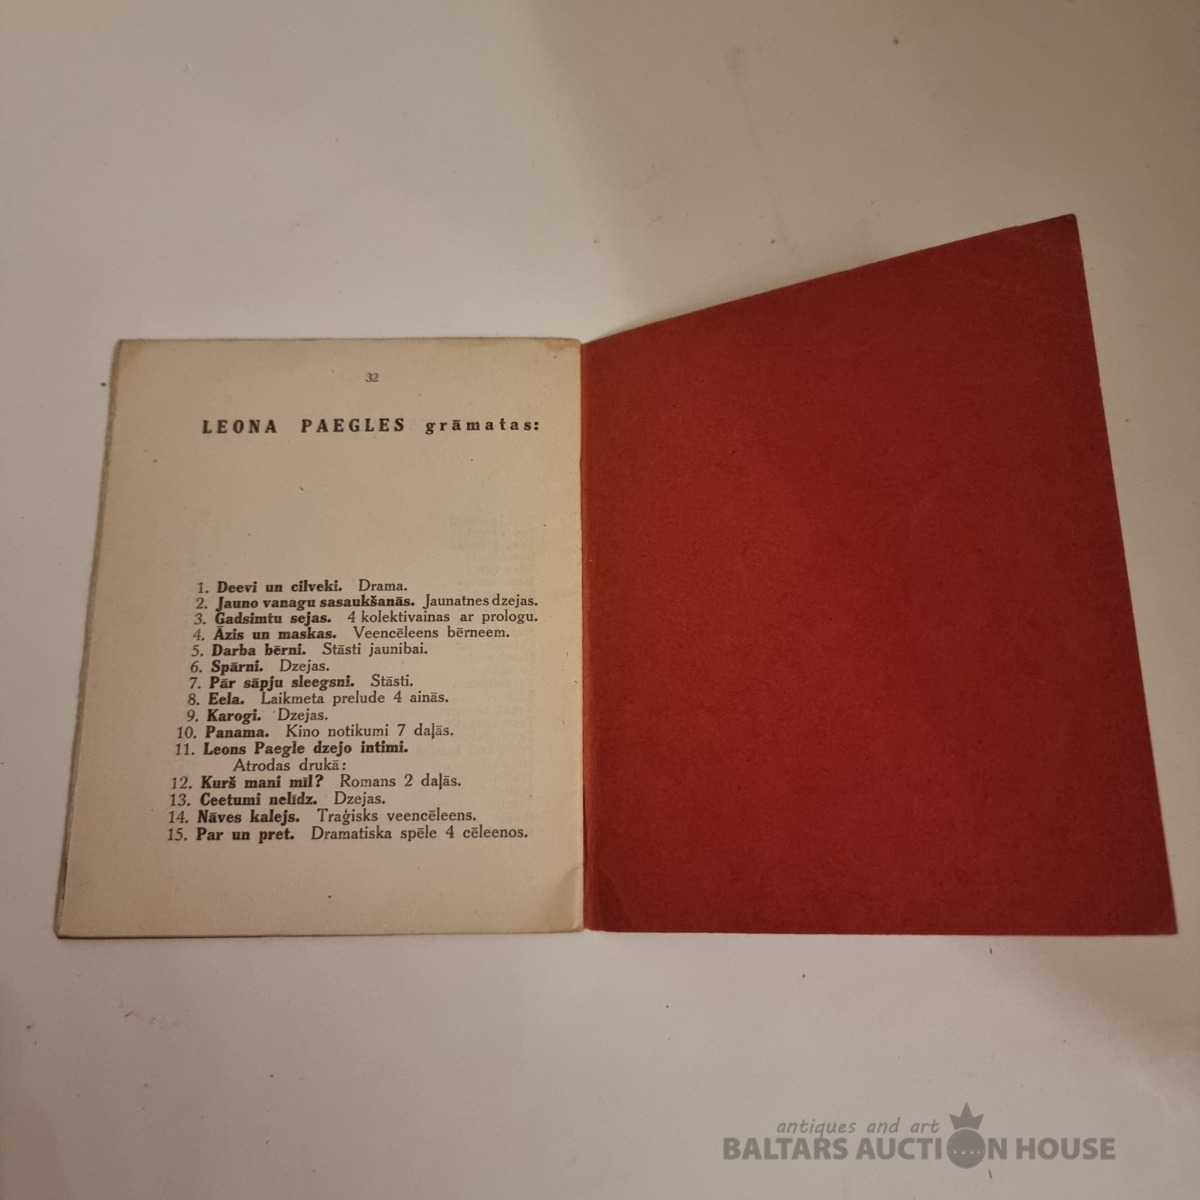 32
LEONA PAEGLES grāmatas:
1. Deevi un cilveki. Drama.
2. Jauno vanagu sasaukšanās. Jaunatnes dzejas.
3. Gadsimtu sejas. 4 kolektivainas ar prologu.
4. Āzis un maskas. Veencēleens bērneem.
5. Darba bērni. Stāsti jaunibai.
6. Spārni. Dzejas.
7. Pār sāpju sleegsni. Stāsti.
8. Eela. Laikmeta prelude 4 ainās.
9. Karogi. Dzejas.
10. Panama. Kino notikumi 7 daļās.
11. Leons Paegle dzejo intimi.
Atrodas drukā:
12. Kurš mani mīl? Romans 2 daļās.
13. Ceetumi nelīdz. Dzejas.
14. Nāves kalejs. Traģisks veencēleens.
15. Par un pret. Dramatiska spēle 4 cēleenos.
antiques and art
BALTARS AUCTION HOUSE